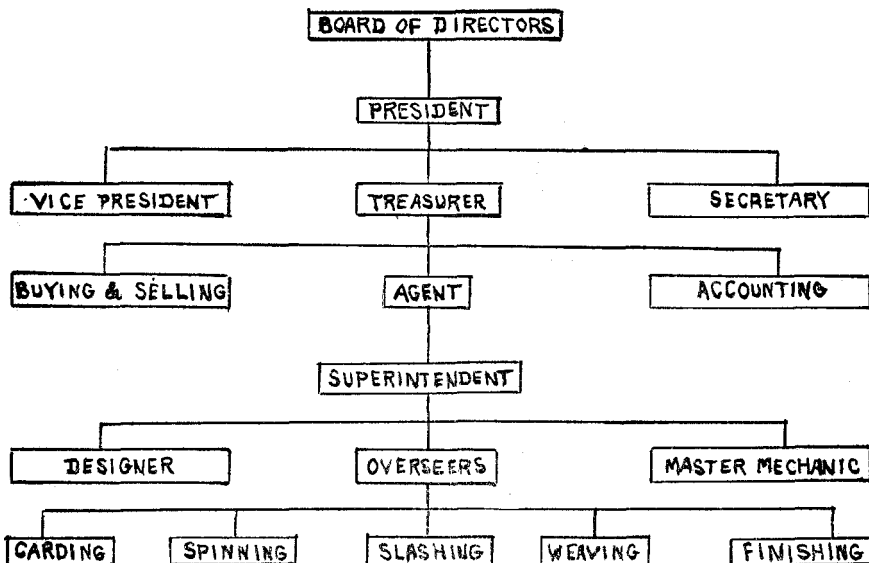 BOARD OF DIRECTORS
PRESIDENT
VICE PRESIDENT TREASURER SECRETARY
BUYING & SELLING AGENT ACCOUNTING
SUPERINTENDENT
DESIGNER OVERSEERS MASTER MECHANIC
CARDING SPINNING SLASHING WEAVING FINISHING